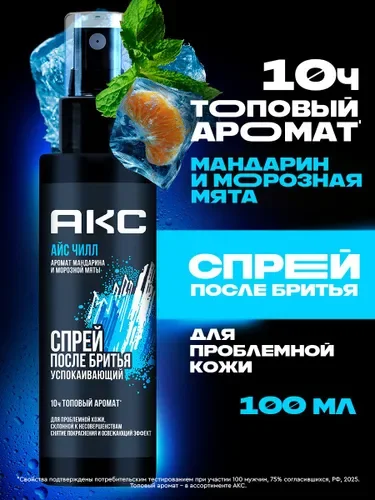 10ч
ТОПОВЫЙ
АРОМАТ*
МАНДАРИН
И МОРОЗНАЯ
МЯТА
СПРЕЙ
ПОСЛЕ БРИТЬЯ
ДЛЯ
ПРОБЛЕМНОЙ
КОЖИ
100 МЛ
АКС
АЙС ЧИЛЛ
АРОМАТ МАНДАРИНА
И МОРОЗНОЙ МЯТЫ
СПРЕЙ
ПОСЛЕ БРИТЬЯ
УСПОКАИВАЮЩИЙ
10ч ТОПОВЫЙ АРОМАТ*
ДЛЯ ПРОБЛЕМНОЙ КОЖИ,
СКЛОННОЙ К НЕСОВЕРШЕНСТВАМ
СНЯТИЕ ПОКРАСНЕНИЯ И ОСВЕЖАЮЩИЙ ЭФФЕКТ
*Свойства подтверждены потребительским тестированием при участии 100 мужчин, 75% согласившихся, РФ, 2025.
Топовый аромат – в ассортименте АКС.